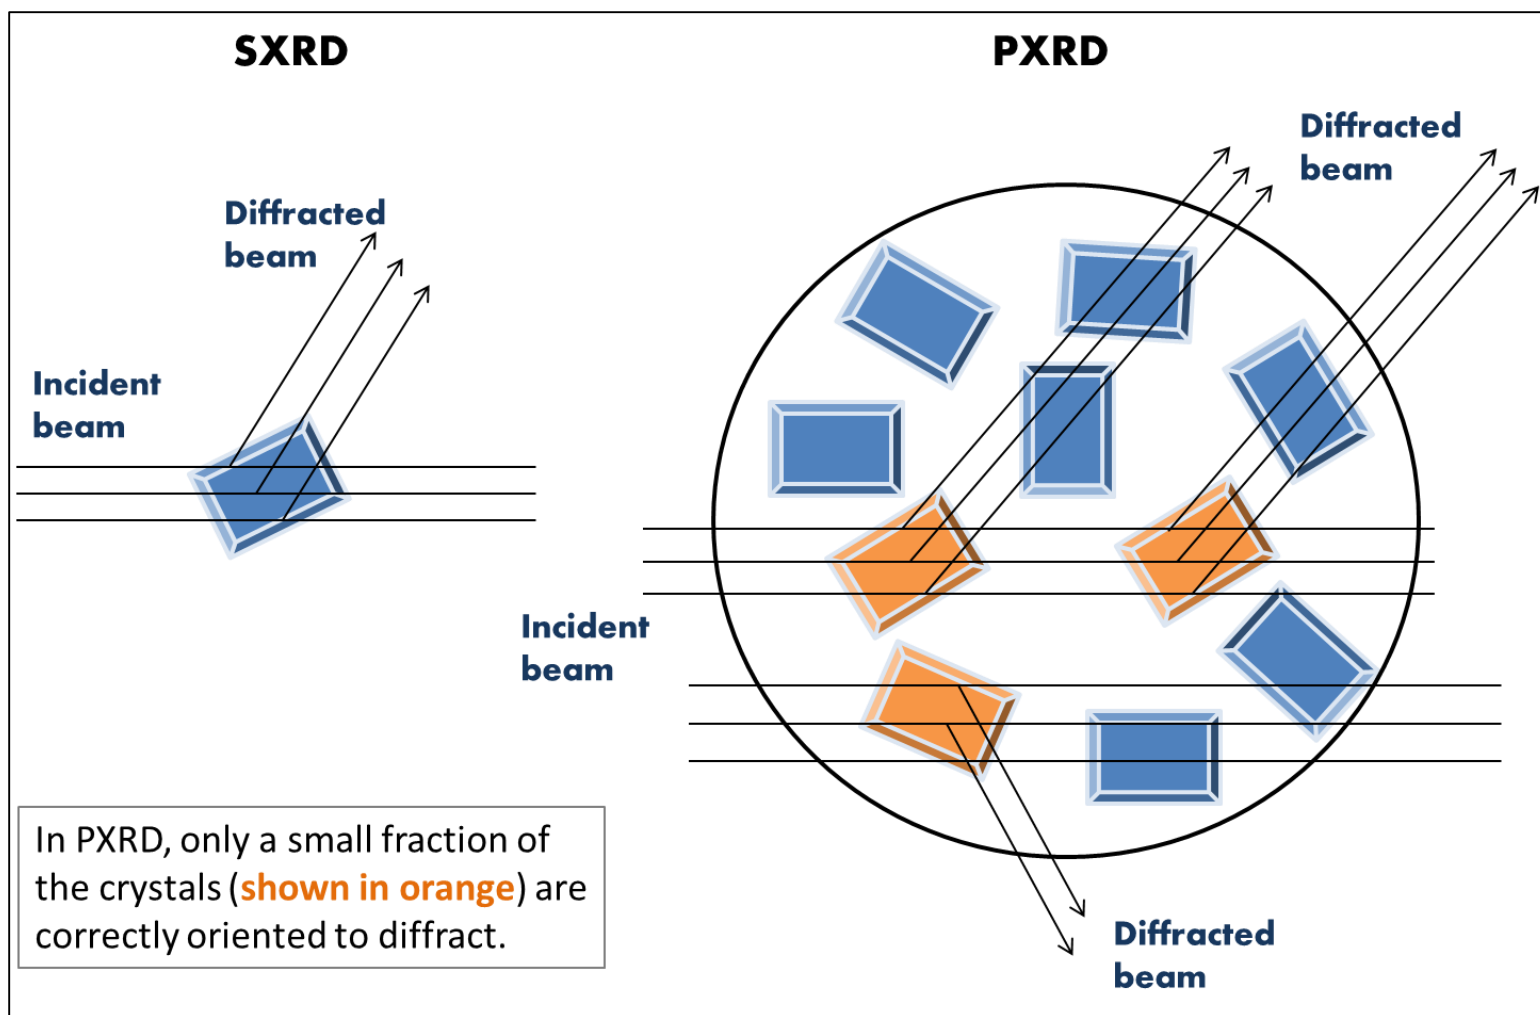 SXRD
Diffracted
beam
Incident
beam
PXRD
Diffracted
beam
Incident
beam
Diffracted
beam
In PXRD, only a small fraction of
the crystals (shown in orange) are
correctly oriented to diffract.